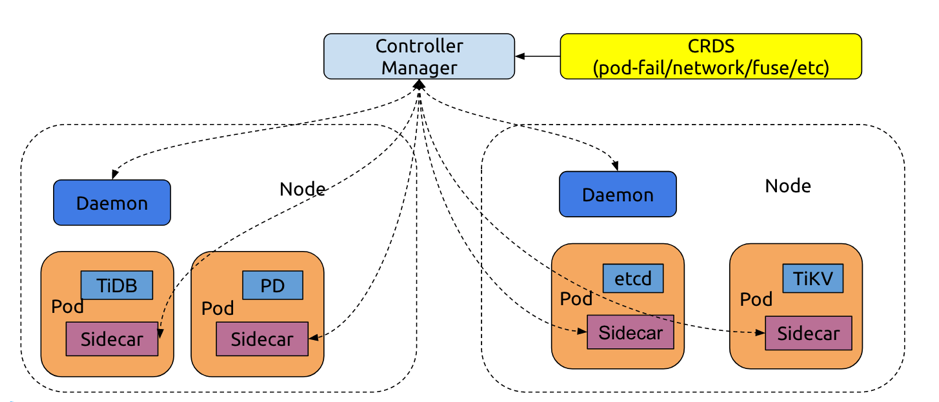 Controller
Manager
CRDS
(pod-fail/network/fuse/etc)
Node
Daemon
TiDB
Pod
Sidecar
PD
Pod
Sidecar
Node
Daemon
etcd
Pod
Sidecar
TiKV
Pod
Sidecar